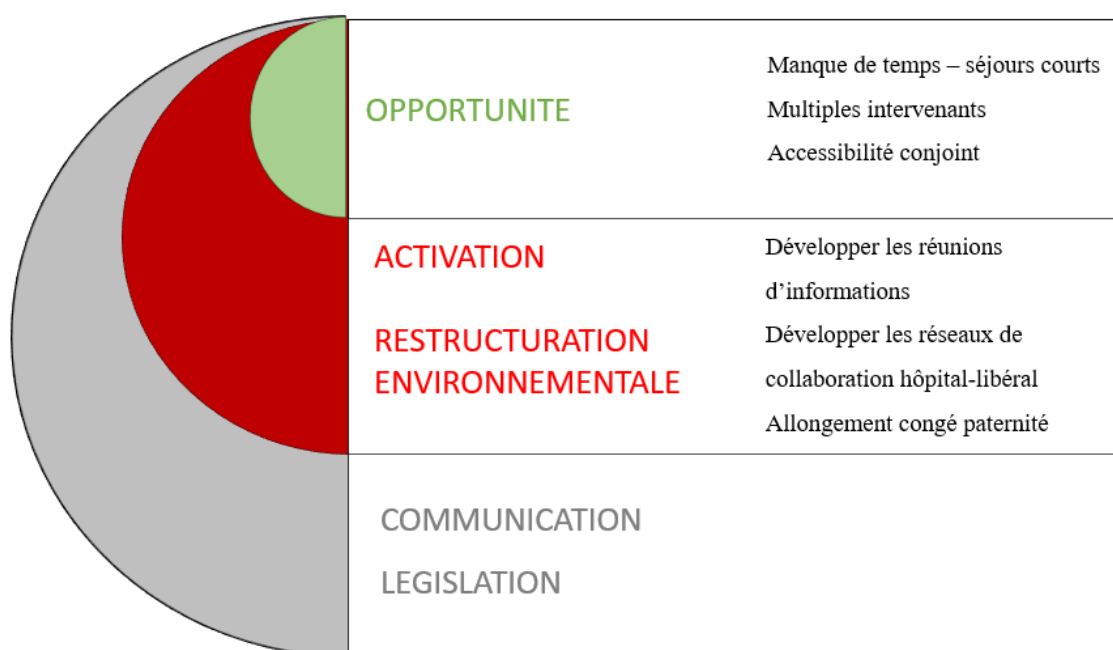 OPPORTUNITE
Manque de temps – séjours courts
Multiples intervenants
Accessibilité conjoint
ACTIVATION
RESTRUCTURATION
ENVIRONNEMENTALE
Développer les réunions
d’informations
Développer les réseaux de
collaboration hôpital-libéral
Allongement congé paternité
COMMUNICATION
LEGISLATION